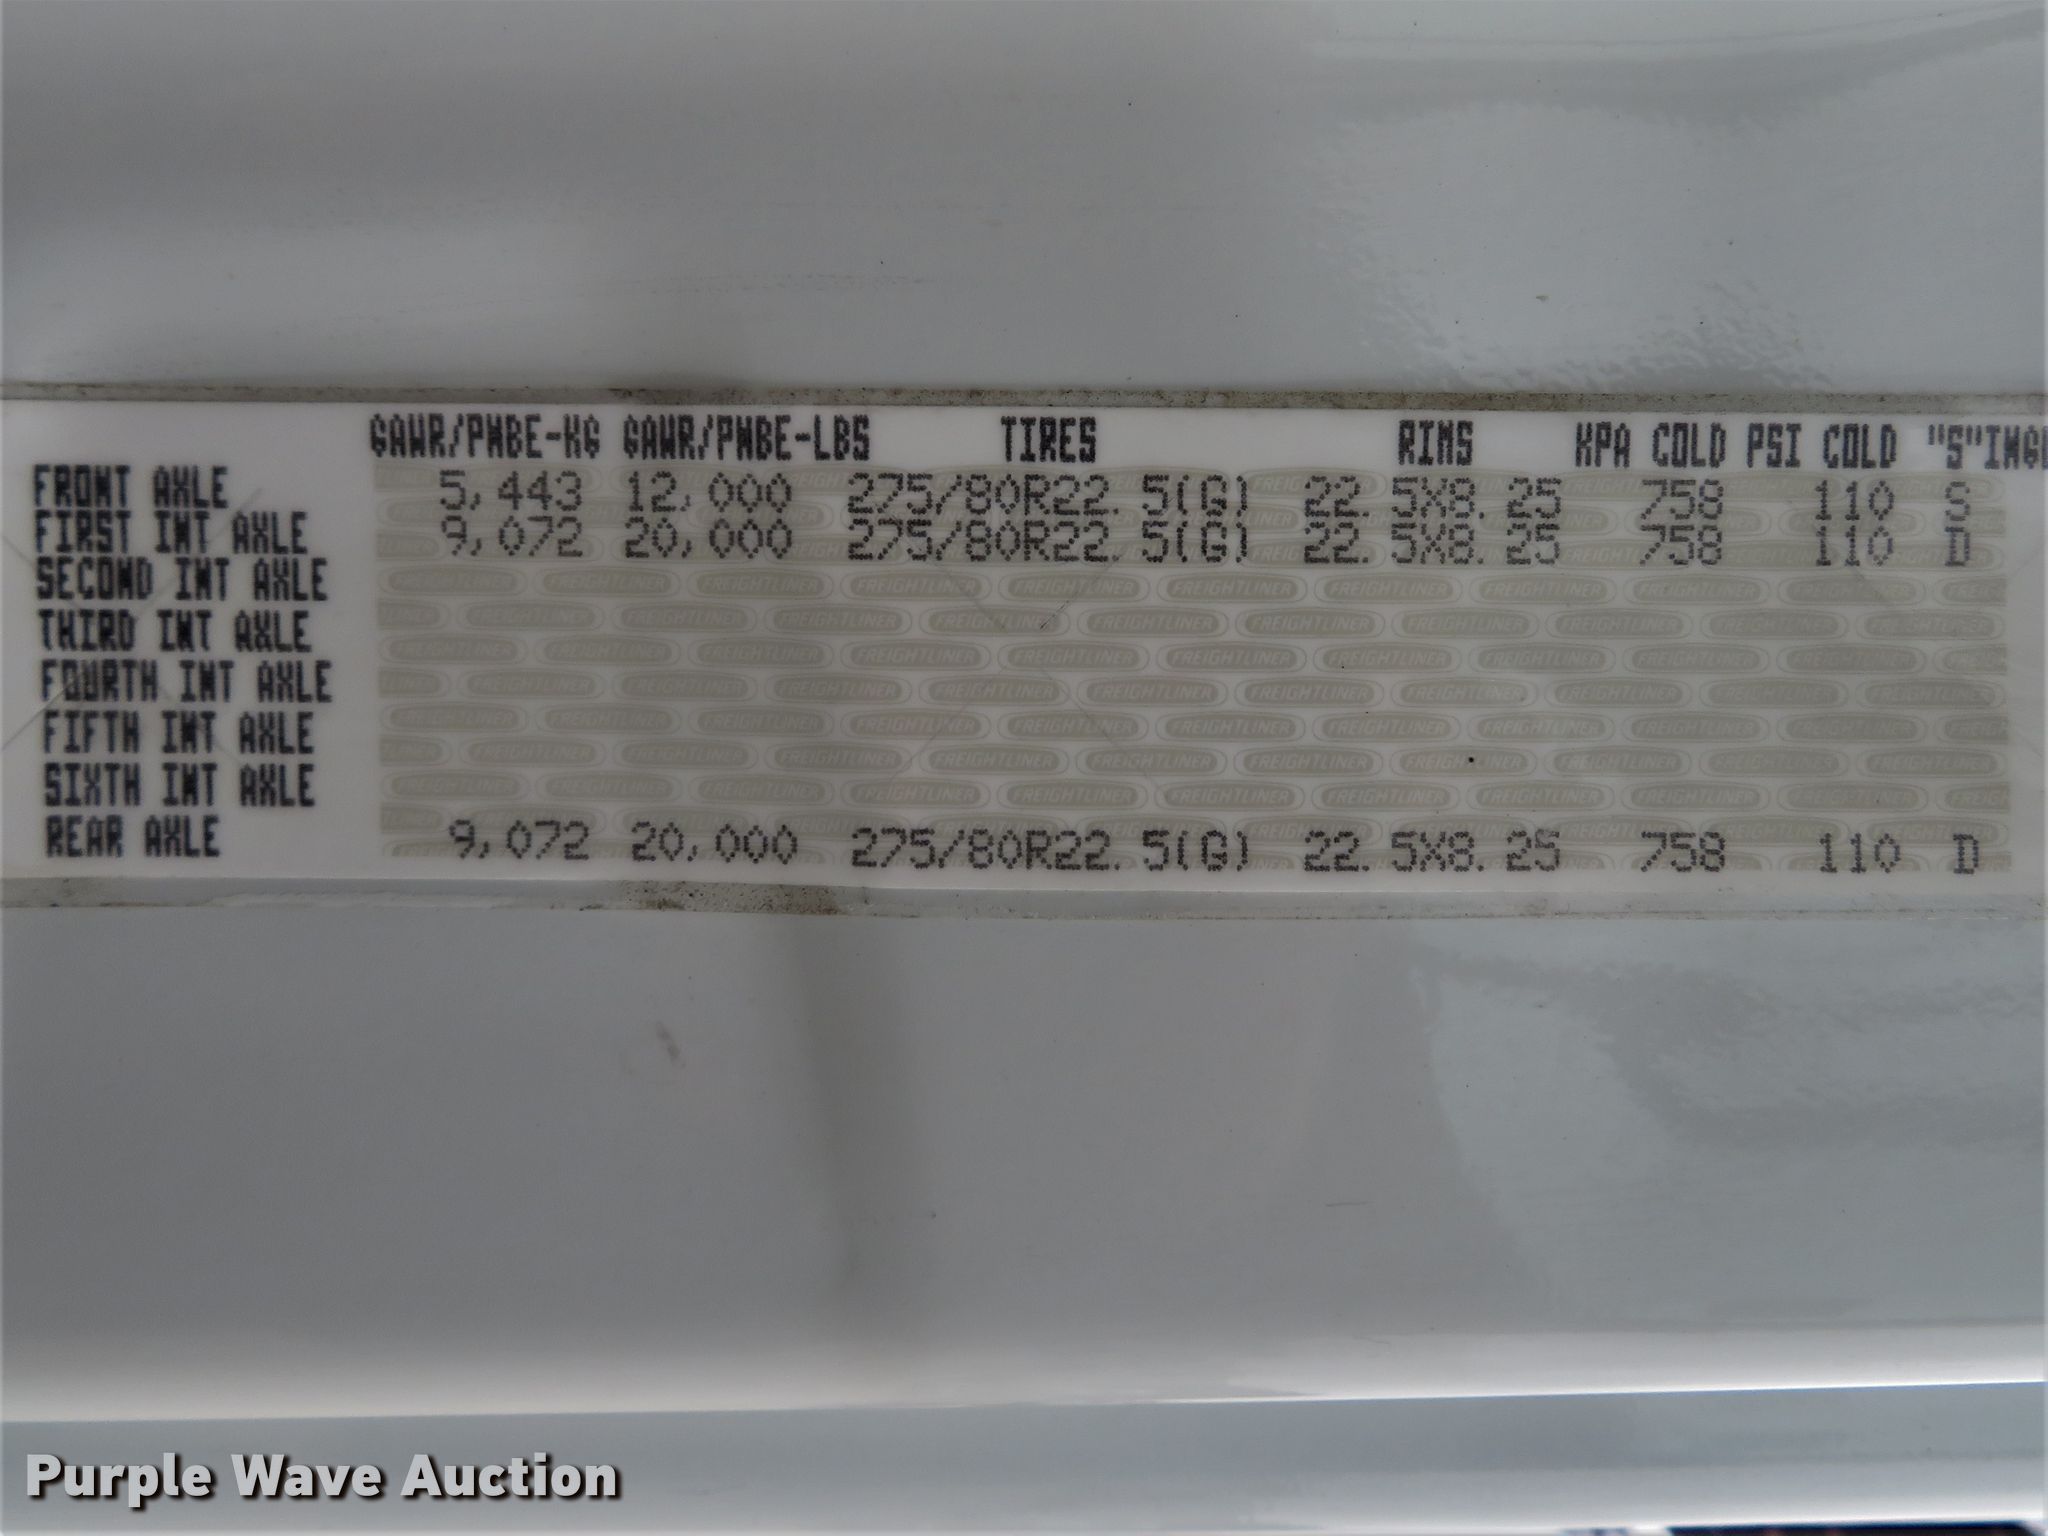 GAWR/PNBE-KG GAWR/PNBE-LBS TIRES RIMS KPA COLD PSI COLD "S"INGL
FRONT AXLE 5,443 12,000 275/80R22.5(G) 22.5X8.25 758 110 S
FIRST INT AXLE 9,072 20,000 275/80R22.5(G) 22.5X8.25 758 110 D
SECOND INT AXLE
THIRD INT AXLE
FOURTH INT AXLE
FIFTH INT AXLE
SIXTH INT AXLE
REAR AXLE 9,072 20,000 275/80R22.5(G) 22.5X8.25 758 110 D
FREIGHTLINER
Purple Wave Auction